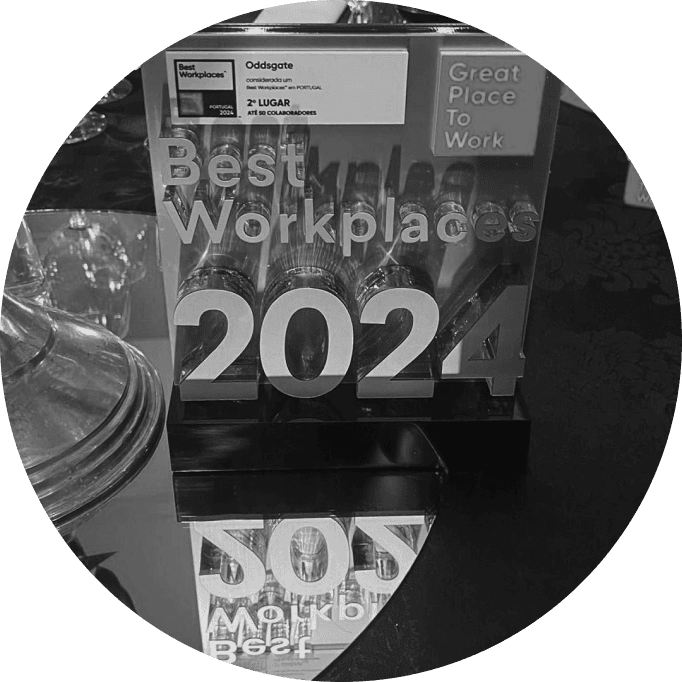 Best
Workplaces™
PORTUGAL
2024
Oddsgate
considerada um
Best Workplaces™ em PORTUGAL
2º LUGAR
ATÉ 50 COLABORADORES
Great
Place
To
Work
Best
Workplaces
2024